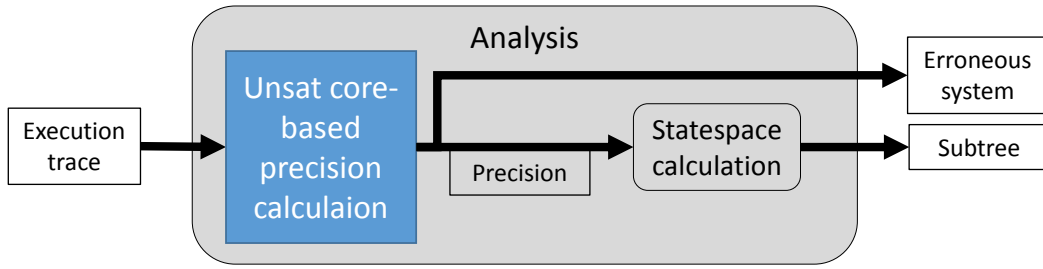 Analysis
Execution
trace
Unsat core-
based
precision
calculaion
Precision
Statespace
calculation
Erroneous
system
Subtree